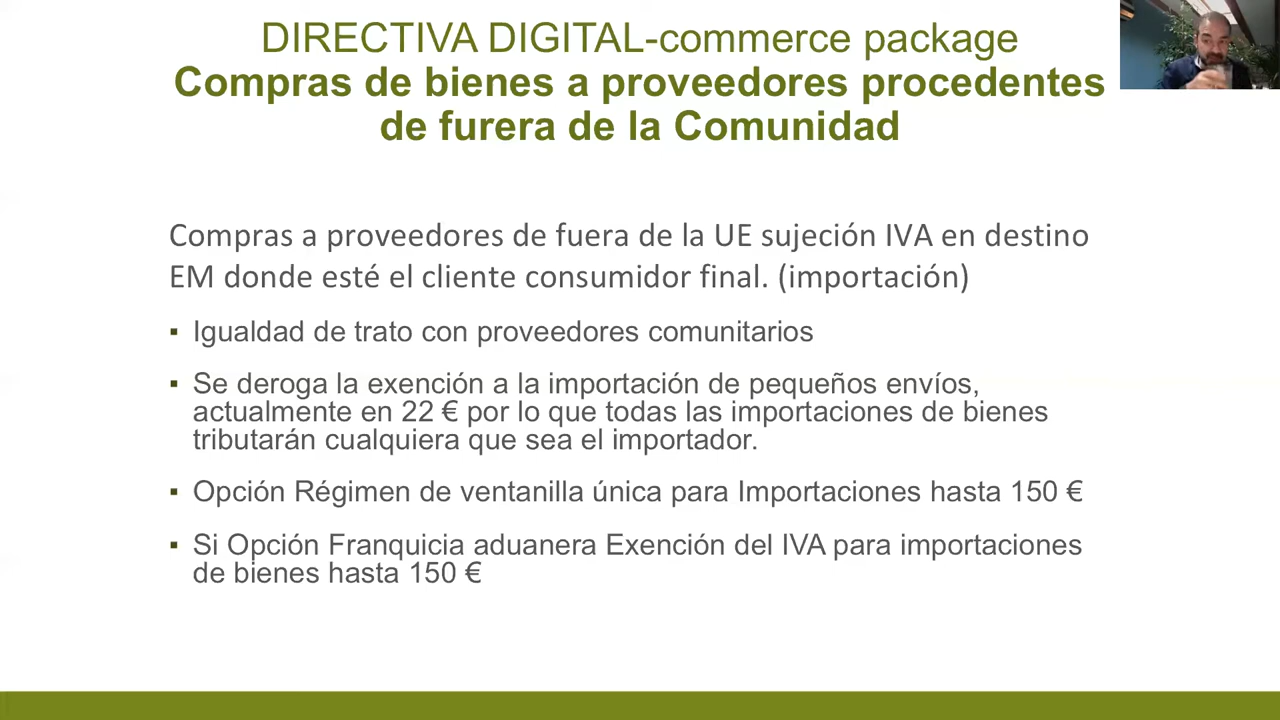 DIRECTIVA DIGITAL-commerce package
Compras de bienes a proveedores procedentes
de furera de la Comunidad
Compras a proveedores de fuera de la UE sujeción IVA en destino
EM donde esté el cliente consumidor final. (importación)
▪ Igualdad de trato con proveedores comunitarios
▪ Se deroga la exención a la importación de pequeños envíos,
actualmente en 22 € por lo que todas las importaciones de bienes
tributarán cualquiera que sea el importador.
▪ Opción Régimen de ventanilla única para Importaciones hasta 150 €
▪ Si Opción Franquicia aduanera Exención del IVA para importaciones
de bienes hasta 150 €